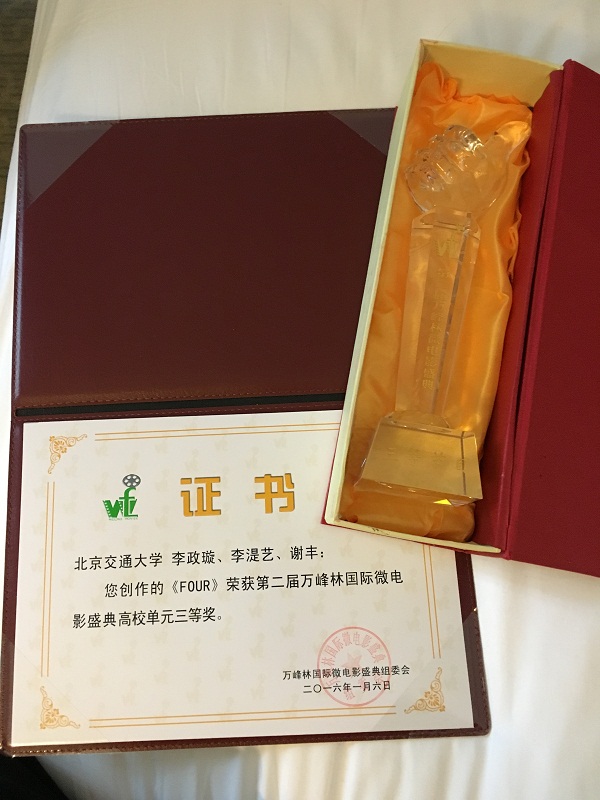 证书
北京交通大学 李政璇、李湜艺、谢丰：
您创作的《FOUR》荣获第二届万峰林国际微电
影盛典高校单元三等奖。
万峰林国际微电影盛典组委会
二〇一六年一月六日